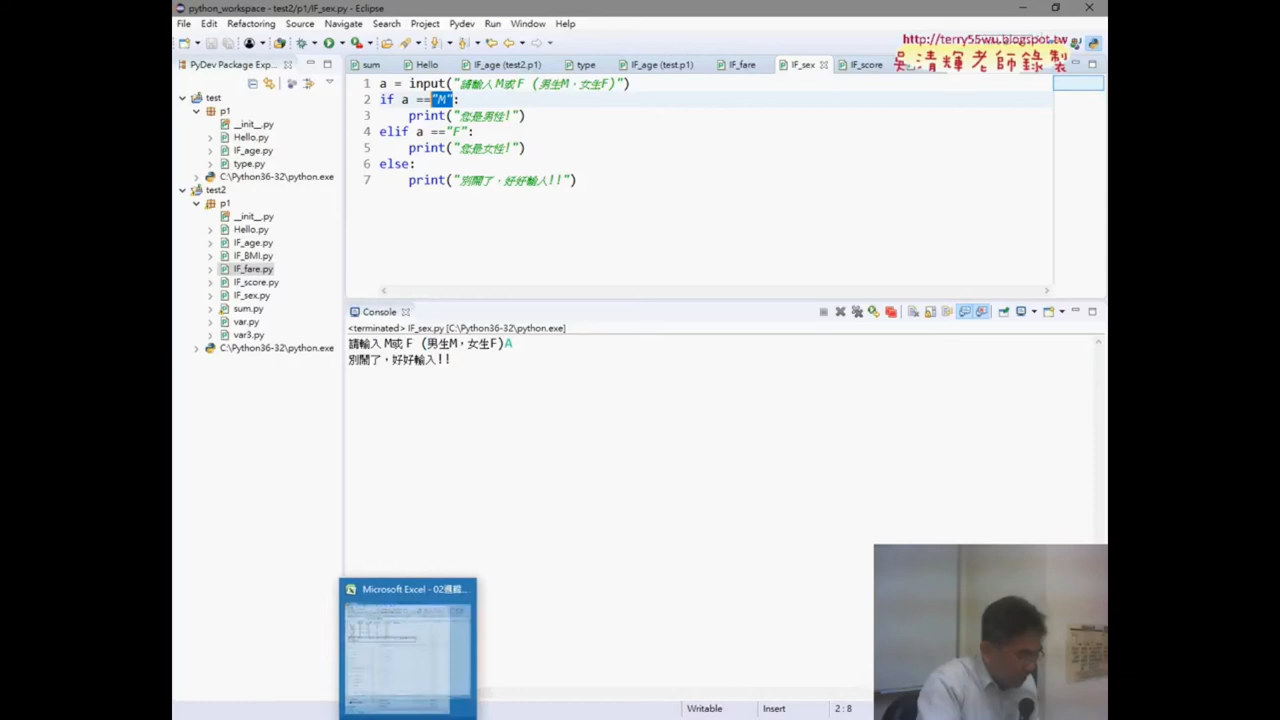 python_workspace - test2/p1/IF_sex.py - Eclipse
File Edit Refactoring Source Navigate Search Project Pydev Run Window Help
http://terry55wu.blogspot.tw
吳清輝老師錄製
PyDev Package Exp...
sum Hello IF_age (test2.p1) type IF_age (test.p1) IF_fare IF_sex IF_score
test
p1
__init__.py
Hello.py
IF_age.py
type.py
C:\Python36-32\python.exe
test2
p1
__init__.py
Hello.py
IF_age.py
IF_BMI.py
IF_fare.py
IF_score.py
IF_sex.py
sum.py
var.py
var3.py
C:\Python36-32\python.exe
1 a = input("請輸入M或F (男生M，女生F)")
2 if a =="M":
3 print("您是男性!")
4 elif a =="F":
5 print("您是女性!")
6 else:
7 print("別鬧了，好好輸入!!")
Console
<terminated> IF_sex.py [C:\Python36-32\python.exe]
請輸入M或 F (男生M，女生F)A
別鬧了，好好輸入!!
Microsoft Excel - 02邏輯...
Writable Insert 2 : 8